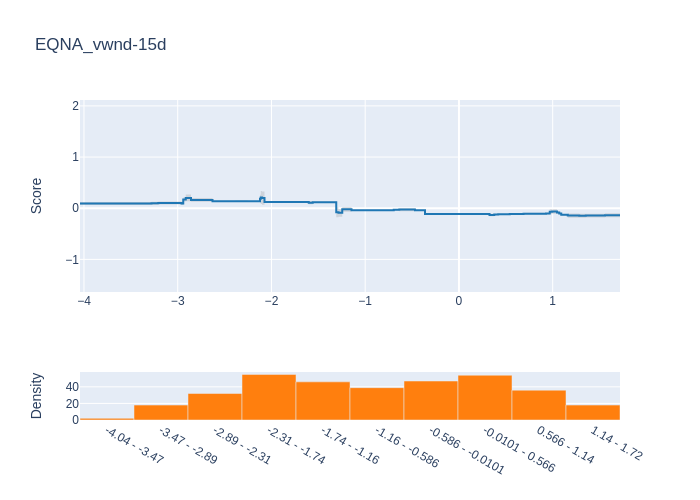 EQNA_vwnd-15d
2
1
0
−1
Score
−4
−3
−2
−1
0
1
40
20
0
Density
-4.04 - -3.47
-3.47 - -2.89
-2.89 - -2.31
-2.31 - -1.74
-1.74 - -1.16
-1.16 - -0.586
-0.586 - -0.0101
-0.0101 - 0.566
0.566 - 1.14
1.14 - 1.72